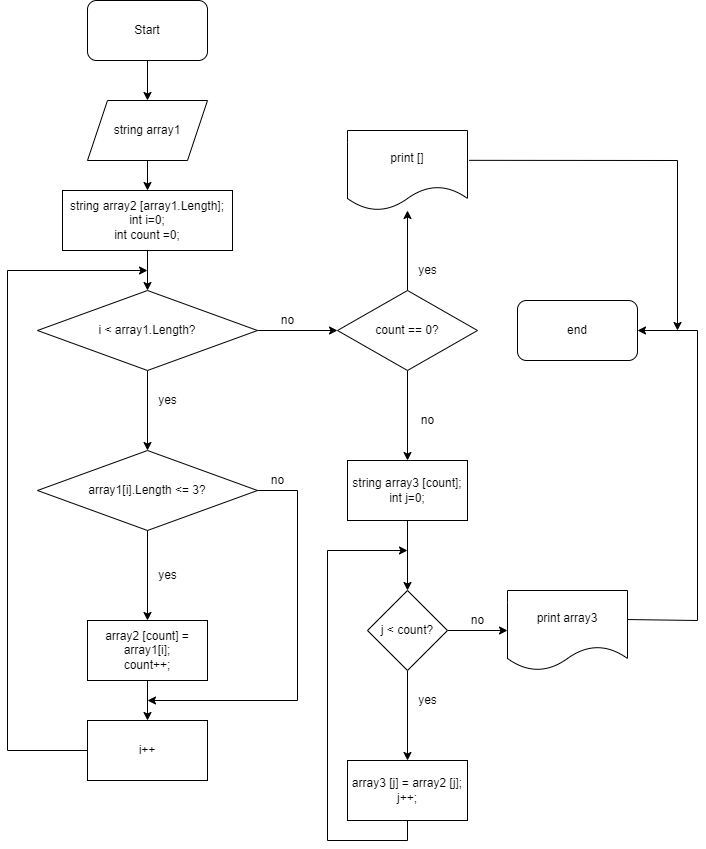 Start
string array1
string array2 [array1.Length];
int i=0;
int count =0;
i < array1.Length?
no
yes
array1[i].Length <= 3?
no
yes
array2 [count] =
array1[i];
count++;
i++
print []
yes
count == 0?
no
string array3 [count];
int j=0;
j < count?
no
yes
array3 [j] = array2 [j];
j++;
print array3
end